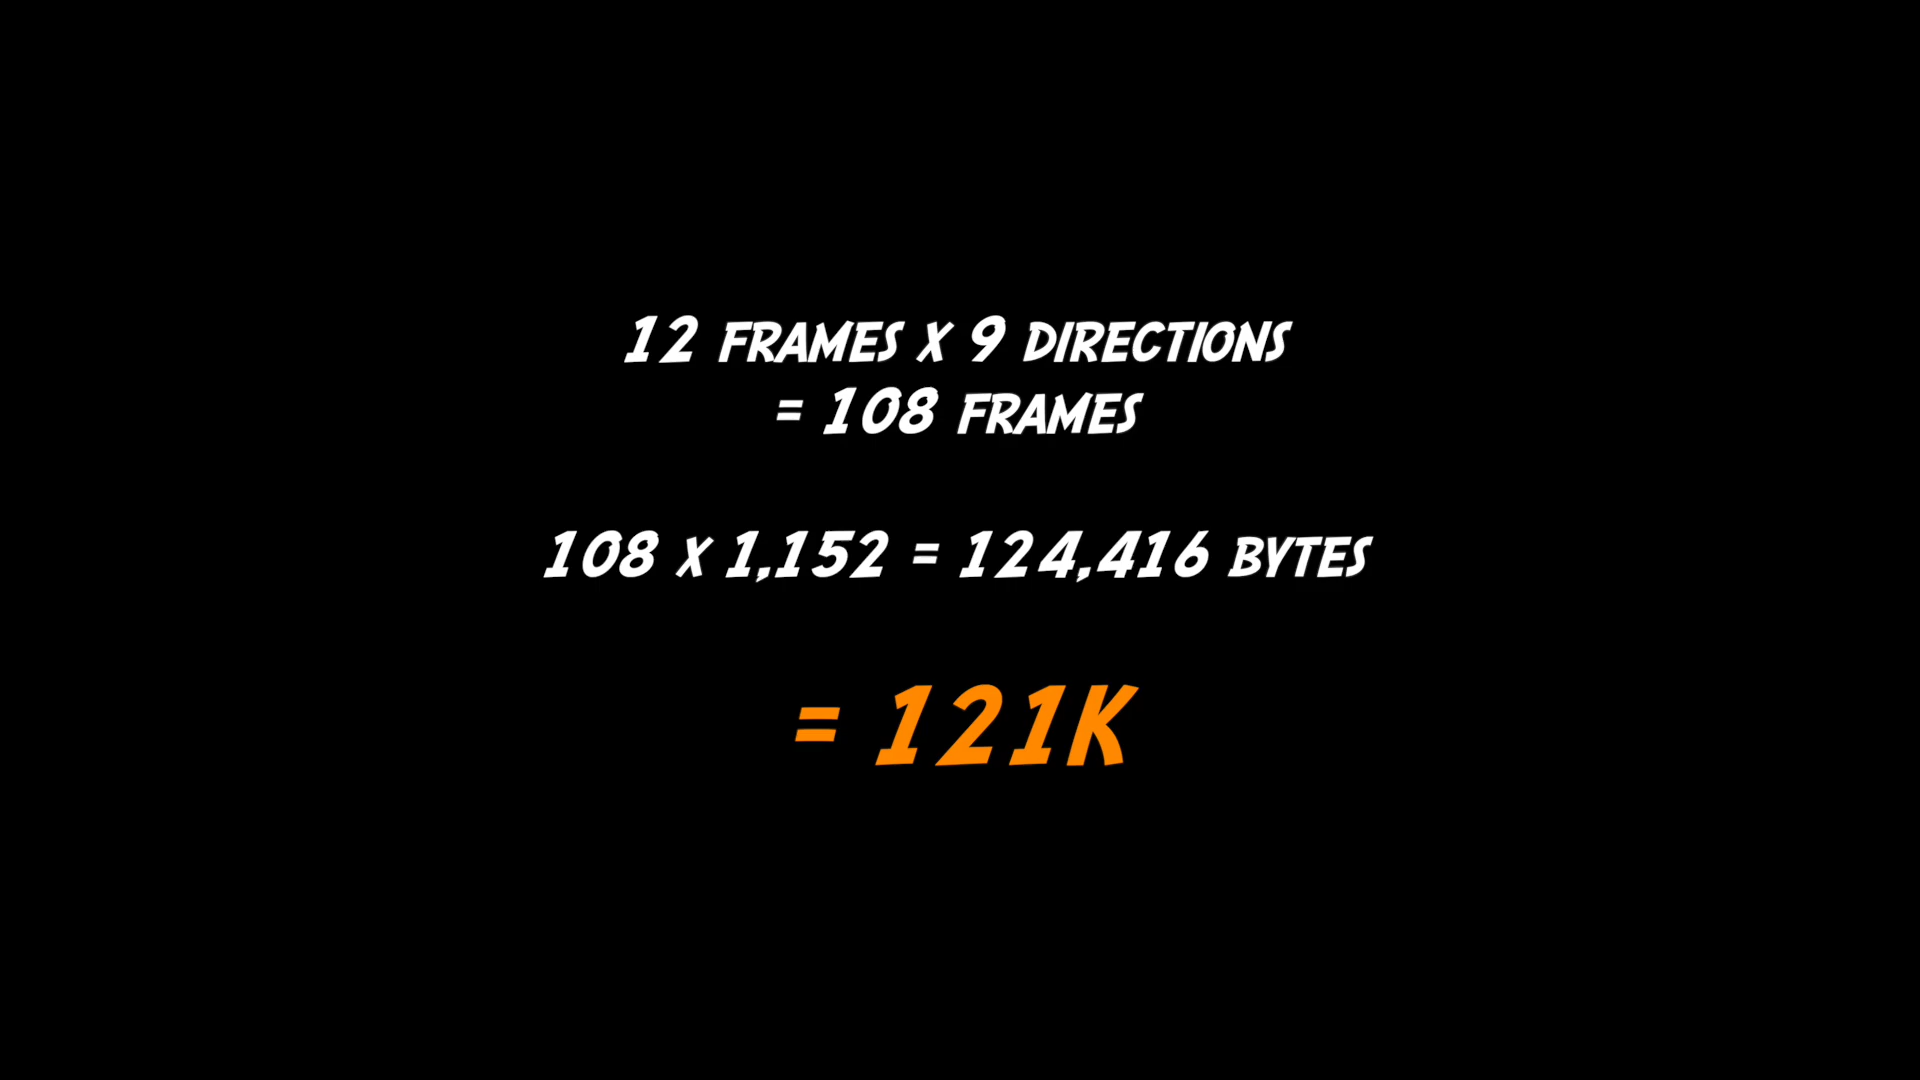 12 FRAMES X 9 DIRECTIONS
= 108 FRAMES
108 X 1,152 = 124,416 BYTES
= 121K